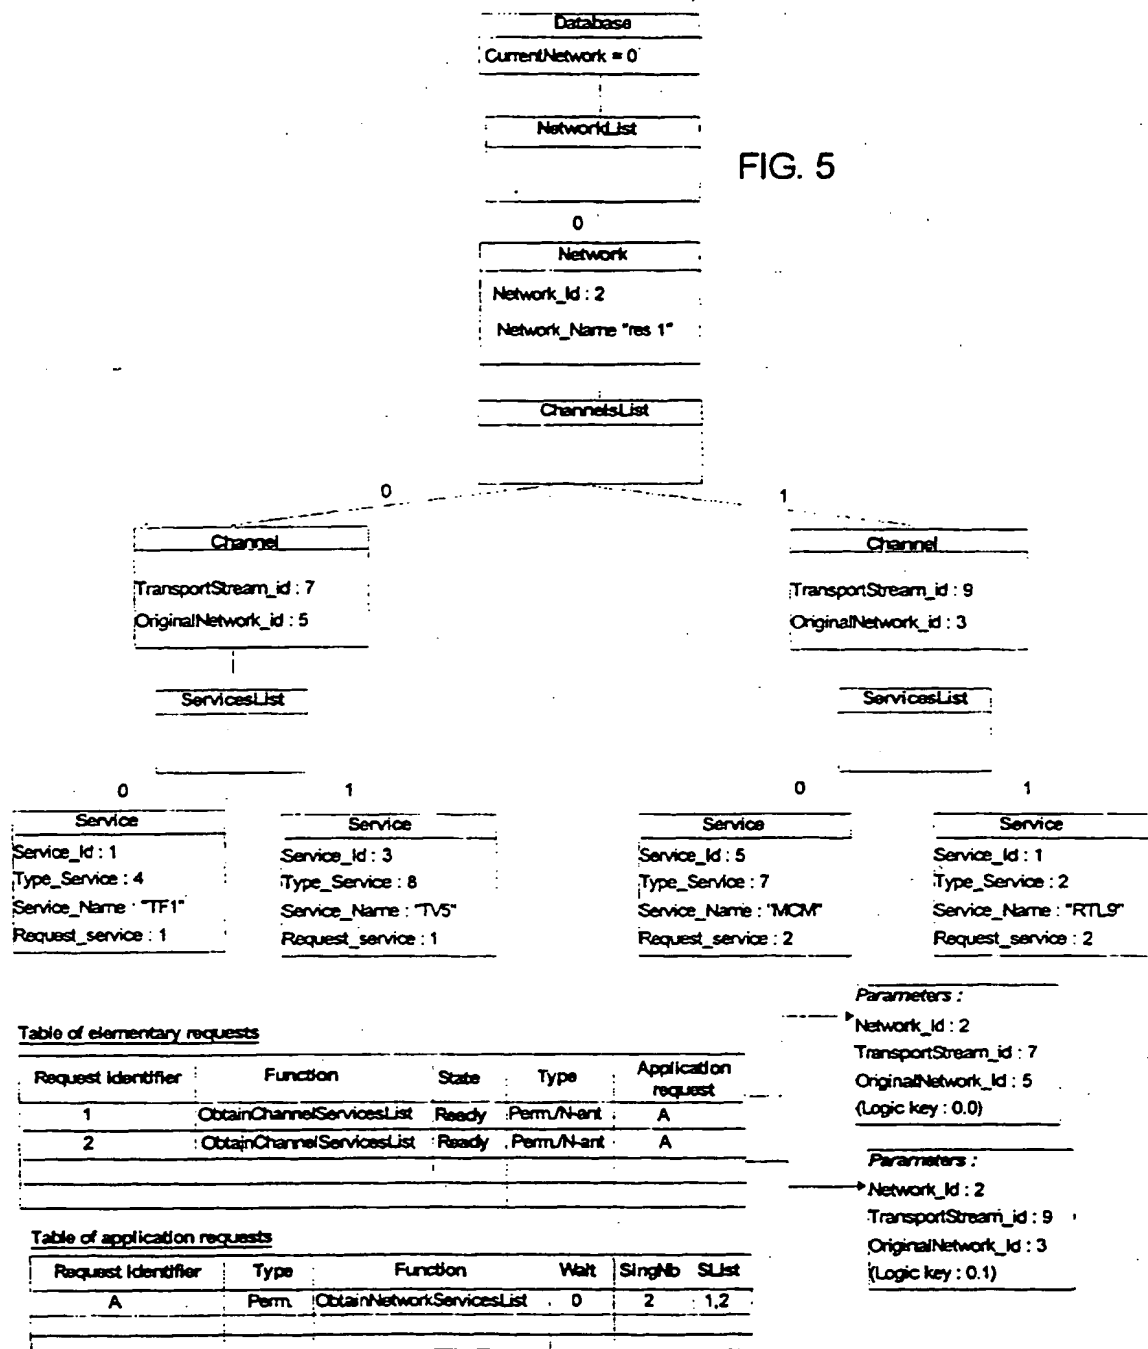 Database
CurrentNetwork = 0
NetworkList
FIG. 5
0
Network
Network_Id : 2
Network_Name "res 1"
ChannelsList
0
1
Channel
TransportStream_id : 7
OriginalNetwork_id : 5
Channel
TransportStream_id : 9
OriginalNetwork_id : 3
ServicesList
ServicesList
0
1
0
1
Service
Service_Id : 1
Type_Service : 4
Service_Name : "TF1"
Request_service : 1
Service
Service_Id : 3
Type_Service : 8
Service_Name : "TV5"
Request_service : 1
Service
Service_Id : 5
Type_Service : 7
Service_Name : "MCM"
Request_service : 2
Service
Service_Id : 1
Type_Service : 2
Service_Name : "RTL9"
Request_service : 2
Table of elementary requests
Request identifier Function State Type Application request
1 ObtainChannelServicesList Ready Perm./N-ant A
2 ObtainChannelServicesList Ready Perm./N-ant A
Parameters :
Network_Id : 2
TransportStream_id : 7
OriginalNetwork_Id : 5
(Logic key : 0.0)
Parameters :
Network_Id : 2
TransportStream_id : 9
OriginalNetwork_Id : 3
(Logic key : 0.1)
Table of application requests
Request Identifier Type Function Wait SingNb SList
A Perm. ObtainNetworkServicesList 0 2 1,2